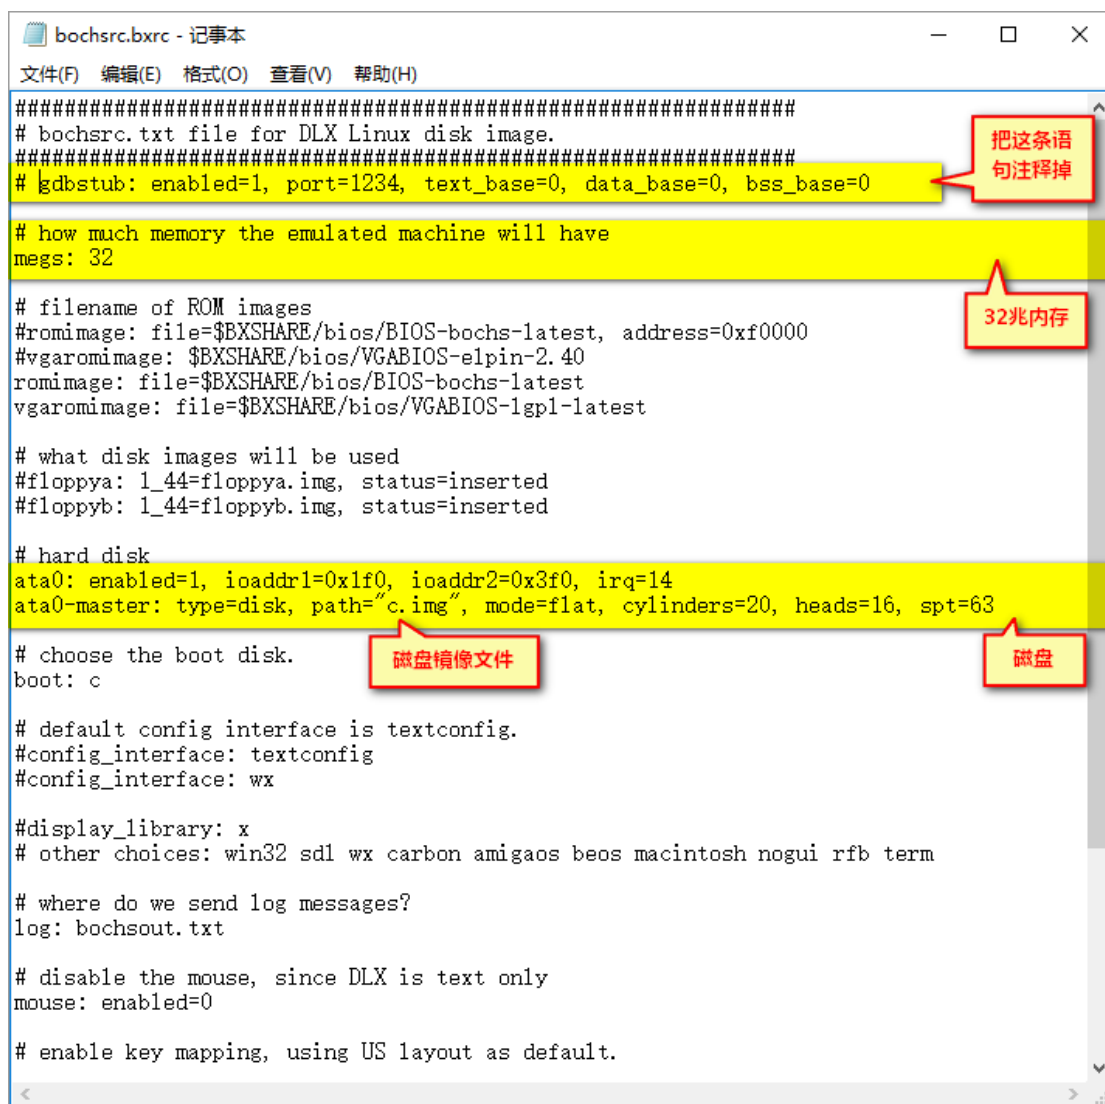 bochsrc.bxrc - 记事本
文件(F) 编辑(E) 格式(O) 查看(V) 帮助(H)
###############################################################
# bochsrc.txt file for DLX Linux disk image.
###############################################################
# gdbstub: enabled=1, port=1234, text_base=0, data_base=0, bss_base=0
把这条语
句注释掉
# how much memory the emulated machine will have
megs: 32
32兆内存
# filename of ROM images
#romimage: file=$BXSHARE/bios/BIOS-bochs-latest, address=0xf0000
#vgaromimage: $BXSHARE/bios/VGABIOS-elpin-2.40
romimage: file=$BXSHARE/bios/BIOS-bochs-latest
vgaromimage: file=$BXSHARE/bios/VGABIOS-lgpl-latest
# what disk images will be used
#floppya: 1_44=floppya.img, status=inserted
#floppyb: 1_44=floppyb.img, status=inserted
# hard disk
ata0: enabled=1, ioaddr1=0x1f0, ioaddr2=0x3f0, irq=14
ata0-master: type=disk, path="c.img", mode=flat, cylinders=20, heads=16, spt=63
磁盘镜像文件
磁盘
# choose the boot disk.
boot: c
# default config interface is textconfig.
#config_interface: textconfig
#config_interface: wx
#display_library: x
# other choices: win32 sdl wx carbon amigaos beos macintosh nogui rfb term
# where do we send log messages?
log: bochsout.txt
# disable the mouse, since DLX is text only
mouse: enabled=0
# enable key mapping, using US layout as default.